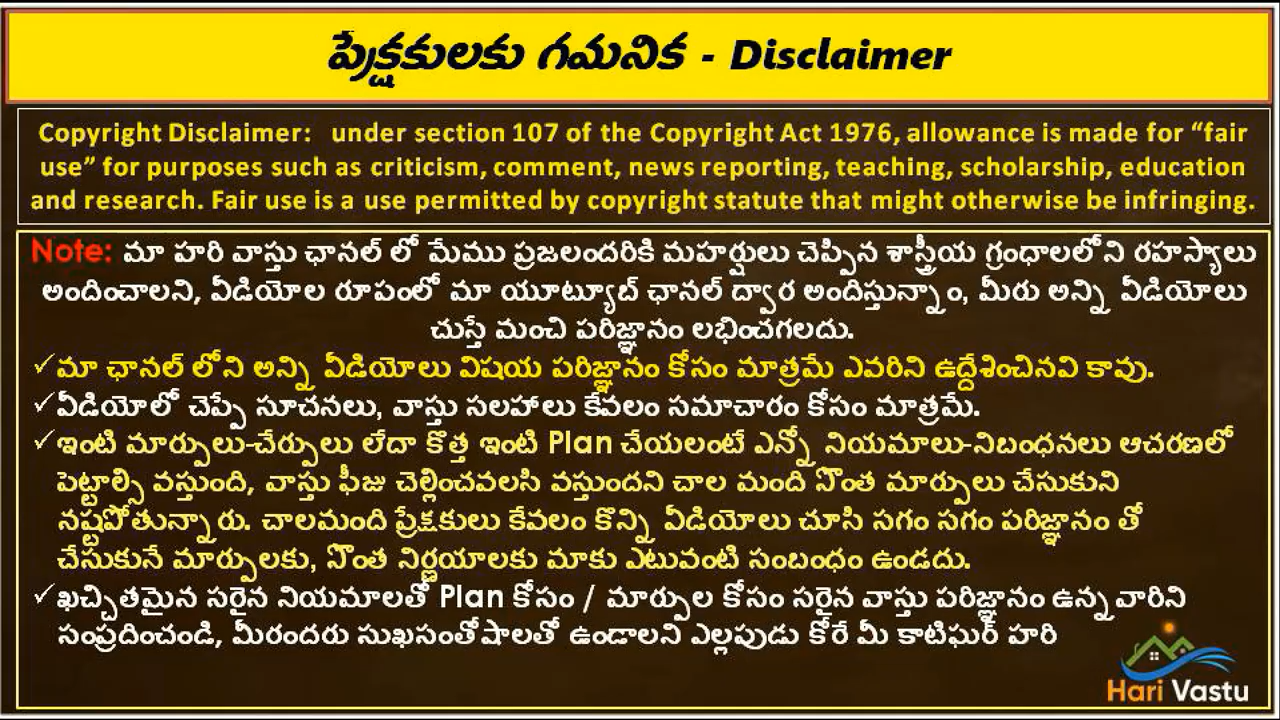 ప్రేక్షకులకు గమనిక - Disclaimer
Copyright Disclaimer: under section 107 of the Copyright Act 1976, allowance is made for “fair
use” for purposes such as criticism, comment, news reporting, teaching, scholarship, education
and research. Fair use is a use permitted by copyright statute that might otherwise be infringing.
Note: మా హరి వాస్తు ఛానల్ లో మేము ప్రజలందరికి మహర్షులు చెప్పిన శాస్త్రీయ గ్రంధాలలోని రహస్యాలు
అందించాలని, వీడియోల రూపంలో మా యూట్యూబ్ ఛానల్ ద్వార అందిస్తున్నాం, మీరు అన్ని వీడియోలు
చుస్తే మంచి పరిజ్ఞానం లభించగలదు.
✓మా ఛానల్ లోని అన్ని వీడియోలు విషయ పరిజ్ఞానం కోసం మాత్రమే ఎవరిని ఉద్దేశించినవి కావు.
✓వీడియోలో చెప్పే సూచనలు, వాస్తు సలహాలు కేవలం సమాచారం కోసం మాత్రమే.
✓ఇంటి మార్పులు-చేర్పులు లేదా కొత్త ఇంటి Plan చేయలంటే ఎన్నో నియమాలు-నిబంధనలు ఆచరణలో
పెట్టాల్సి వస్తుంది, వాస్తు ఫీజు చెల్లించవలసి వస్తుందని చాల మంది సొంత మార్పులు చేసుకుని
నష్టపోతున్నారు. చాలమంది ప్రేక్షకులు కేవలం కొన్ని వీడియోలు చూసి సగం సగం పరిజ్ఞానం తో
చేసుకునే మార్పులకు, సొంత నిర్ణయాలకు మాకు ఎటువంటి సంబంధం ఉండదు.
✓ఖచ్చితమైన సరైన నియమాలతో Plan కోసం / మార్పుల కోసం సరైన వాస్తు పరిజ్ఞానం ఉన్నవారిని
సంప్రదించండి, మీరందరు సుఖసంతోషాలతో ఉండాలని ఎల్లపుడు కోరే మీ కాటిఘర్ హరి
Hari Vastu